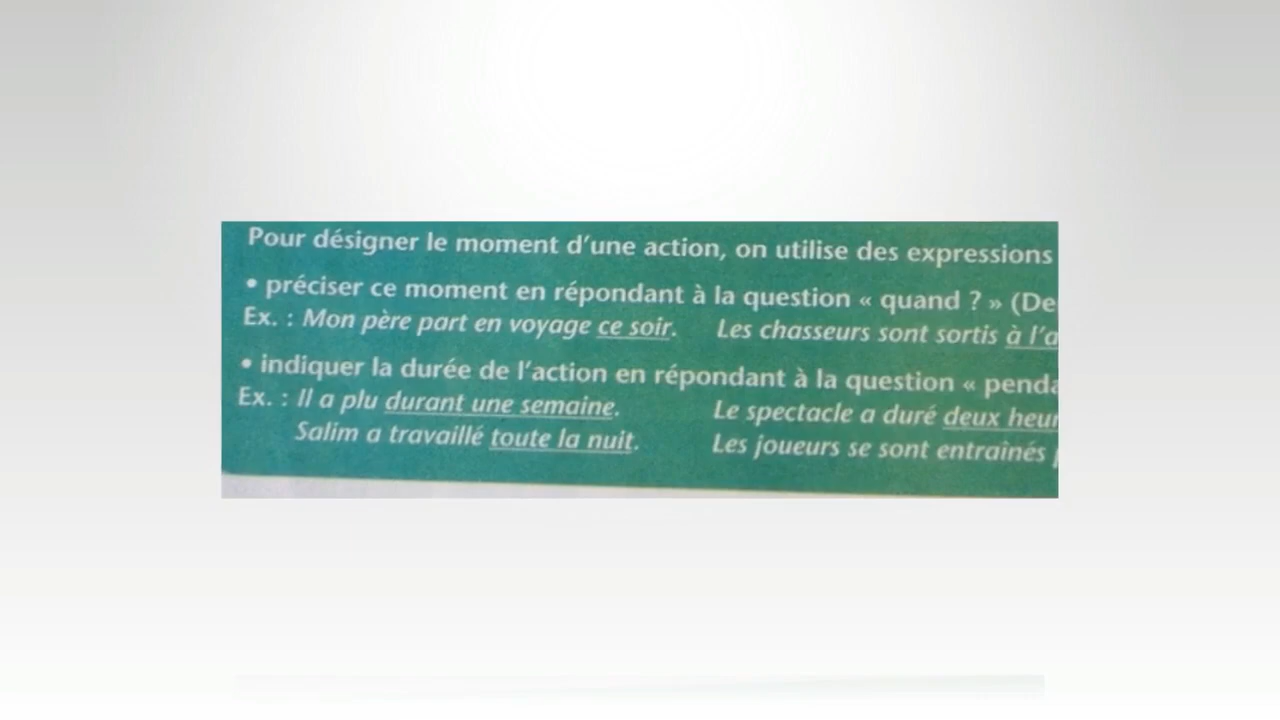 Pour désigner le moment d'une action, on utilise des expressions
• préciser ce moment en répondant à la question « quand ? » (De
Ex. : Mon père part en voyage ce soir. Les chasseurs sont sortis à l'a
• indiquer la durée de l'action en répondant à la question « penda
Ex. : Il a plu durant une semaine. Le spectacle a duré deux heur
Salim a travaillé toute la nuit. Les joueurs se sont entraînés